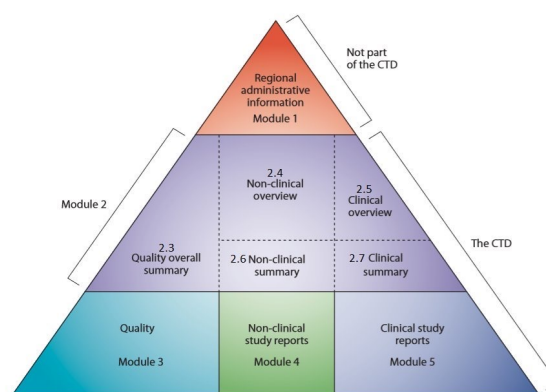 Not part
of the CTD
Regional
administrative
information
Module 1
Module 2
2.4
Non-clinical
overview
2.5
Clinical
overview
The CTD
2.3
Quality overall
summary
2.6 Non-clinical
summary
2.7 Clinical
summary
Quality
Module 3
Non-clinical
study reports
Module 4
Clinical study
reports
Module 5